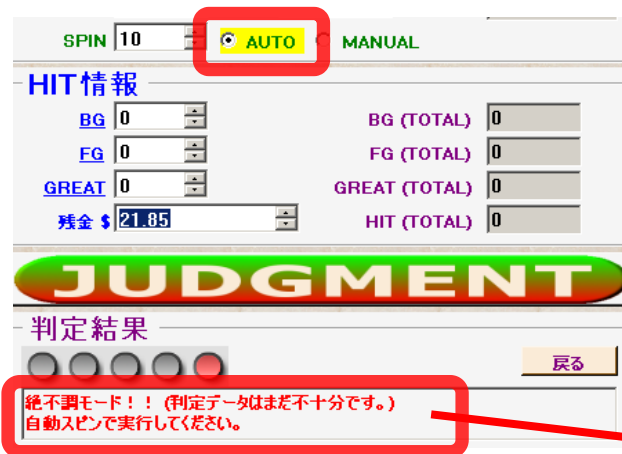 SPIN 10 AUTO MANUAL
HIT情報
BG 0 BG (TOTAL) 0
FG 0 FG (TOTAL) 0
GREAT 0 GREAT (TOTAL) 0
残金 $ 21.85 HIT (TOTAL) 0
JUDGMENT
判定結果
戻る
絶不調モード！！ (判定データはまだ不十分です。)
自動スピンで実行してください。